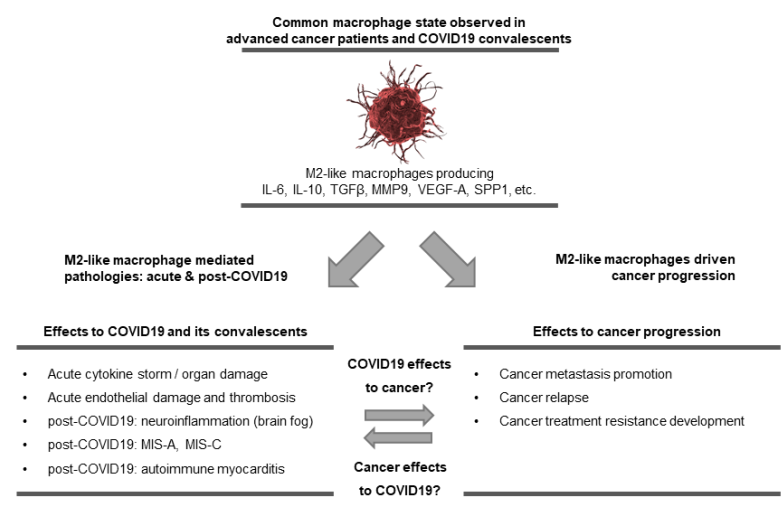 Common macrophage state observed in
advanced cancer patients and COVID19 convalescents
M2-like macrophages producing
IL-6, IL-10, TGFβ, MMP9, VEGF-A, SPP1, etc.
M2-like macrophage mediated
pathologies: acute & post-COVID19
M2-like macrophages driven
cancer progression
Effects to COVID19 and its convalescents
• Acute cytokine storm / organ damage
• Acute endothelial damage and thrombosis
• post-COVID19: neuroinflammation (brain fog)
• post-COVID19: MIS-A, MIS-C
• post-COVID19: autoimmune myocarditis
COVID19 effects
to cancer?
Cancer effects
to COVID19?
Effects to cancer progression
• Cancer metastasis promotion
• Cancer relapse
• Cancer treatment resistance development